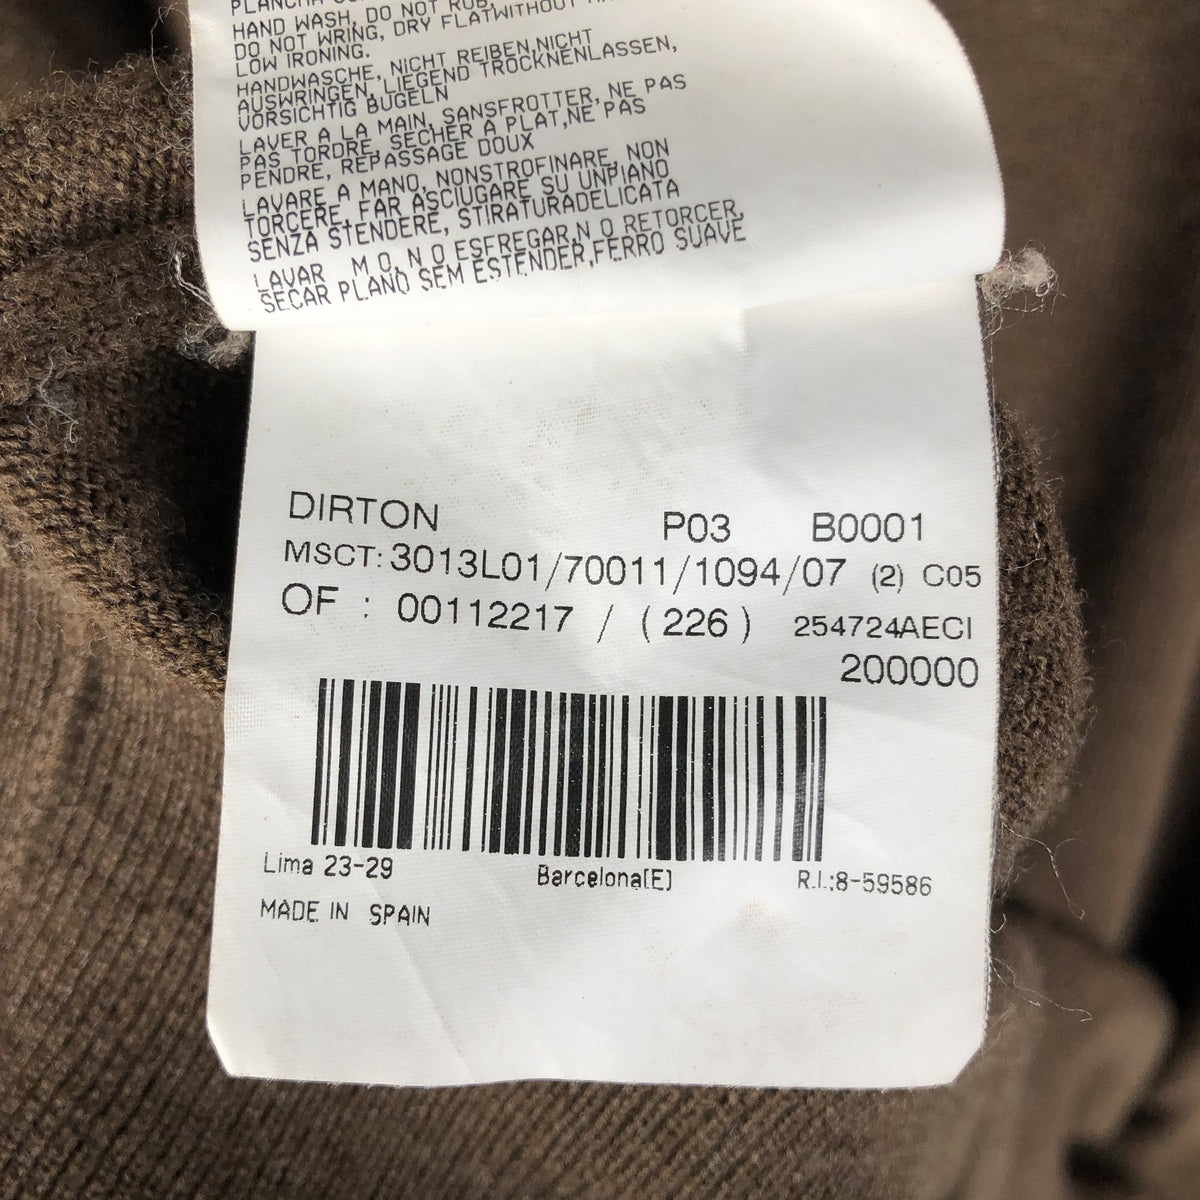 HAND WASH, DO NOT RUB,
DO NOT WRING, DRY FLATWITHOUT
LOW IRONING.
HANDWASCHE, NICHT REIBEN,NICHT
AUSWRINGEN, LIEGEND TROCKNENLASSEN,
VORSICHTIG BUGELN
LAVER A LA MAIN, SANSFROTTER, NE PAS
PAS TORDRE, SECHER A PLAT,NE PAS
PENDRE, REPASSAGE DOUX
LAVARE A MANO, NONSTROFINARE, NON
TORCERE, FAR ASCIUGARE SU UNPIANO
SENZA STENDERE, STIRATURADELICATA
LAVAR M O, N O ESFREGAR,N O RETORCER,
SECAR PLANO SEM ESTENDER,FERRO SUAVE
DIRTON P03 B0001
MSCT: 3013L01/70011/1094/07 (2) C05
OF : 00112217 / (226) 254724AECI
200000
Lima 23-29 Barcelona(E) R.I.:8-59586
MADE IN SPAIN